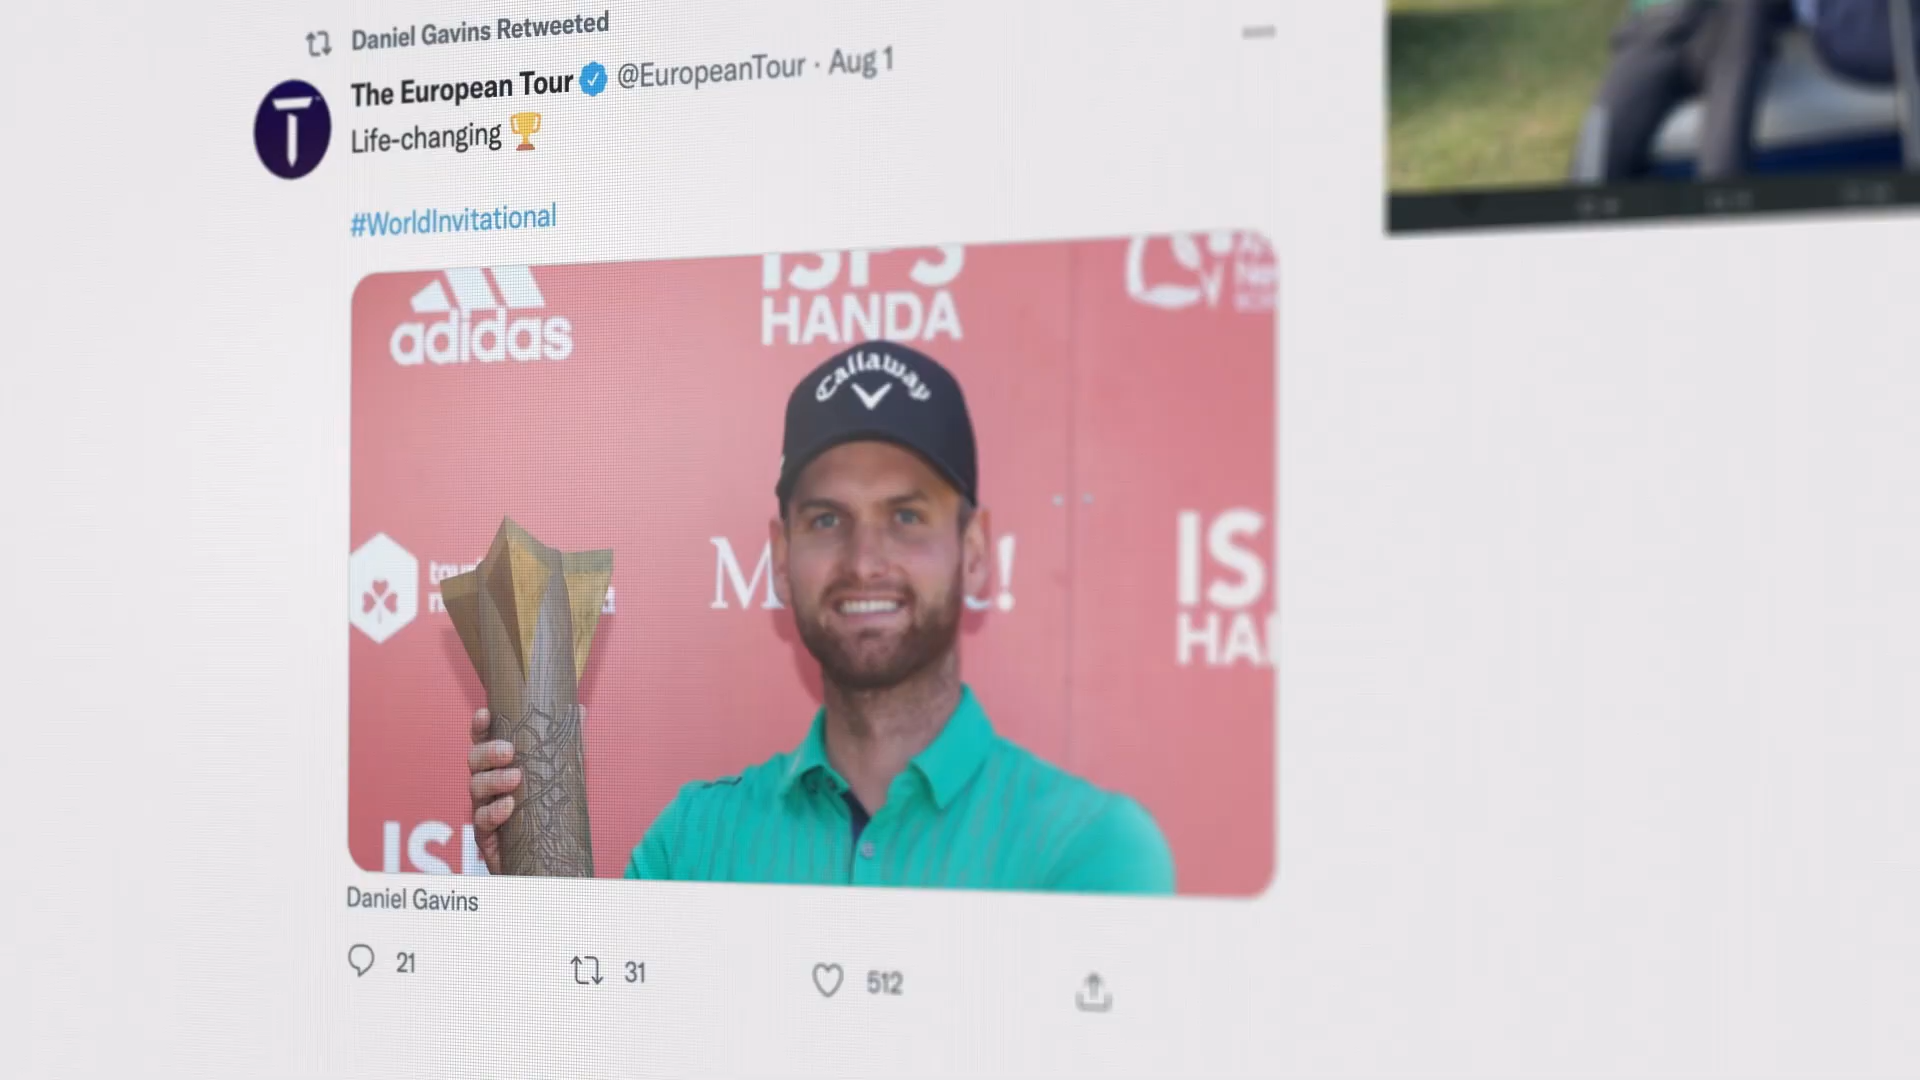 Daniel Gavins Retweeted
The European Tour @EuropeanTour · Aug 1
Life-changing
#WorldInvitational
adidas
ISPS
HANDA
Callaway
IS
HA
Daniel Gavins
21
31
512